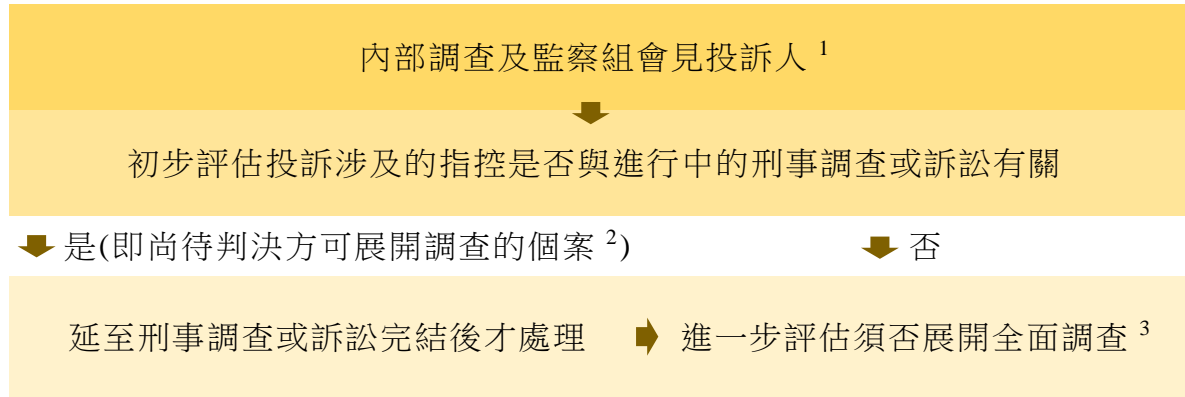 內部調查及監察組會見投訴人 1
初步評估投訴涉及的指控是否與進行中的刑事調查或訴訟有關
是(即尚待判決方可展開調查的個案 2)
否
延至刑事調查或訴訟完結後才處理
進一步評估須否展開全面調查 3